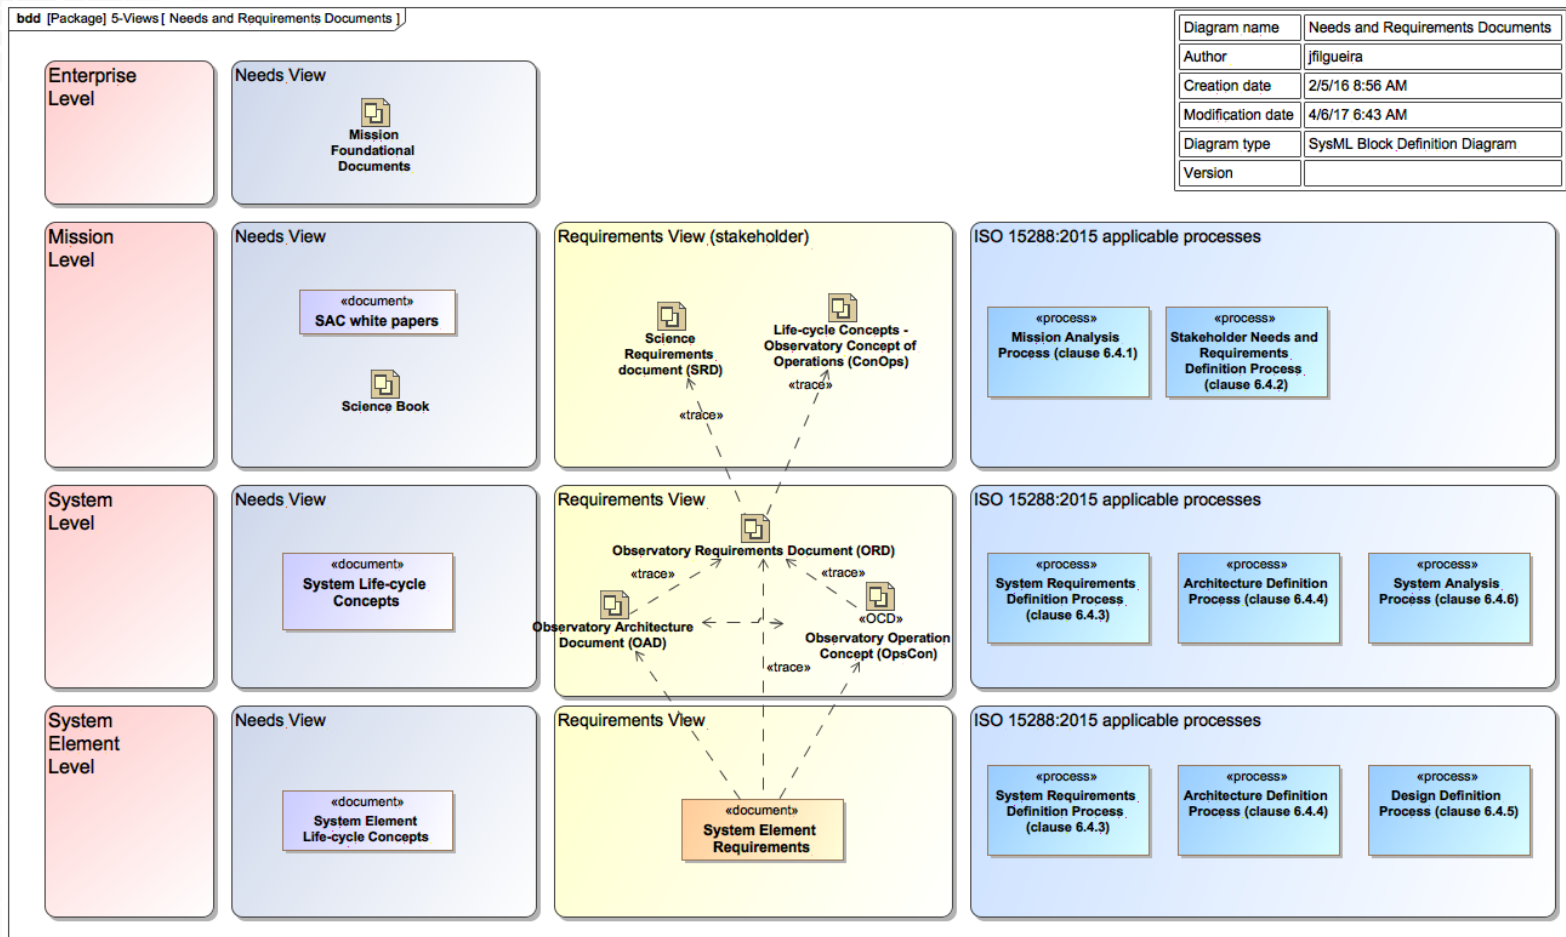 bdd [Package] 5-Views [ Needs and Requirements Documents ]
Diagram name Needs and Requirements Documents
Author jfilgueira
Creation date 2/5/16 8:56 AM
Modification date 4/6/17 6:43 AM
Diagram type SysML Block Definition Diagram
Version
Enterprise
Level
Needs View
Mission
Foundational
Documents
Mission
Level
Needs View
«document»
SAC white papers
Science Book
Requirements View (stakeholder)
Science
Requirements
document (SRD)
Life-cycle Concepts -
Observatory Concept of
Operations (ConOps)
«trace»
«trace»
ISO 15288:2015 applicable processes
«process»
Mission Analysis
Process (clause 6.4.1)
«process»
Stakeholder Needs and
Requirements
Definition Process
(clause 6.4.2)
System
Level
Needs View
«document»
System Life-cycle
Concepts
Requirements View
Observatory Requirements Document (ORD)
«trace»
«trace»
Observatory Architecture
Document (OAD)
«OCD»
Observatory Operation
Concept (OpsCon)
«trace»
ISO 15288:2015 applicable processes
«process»
System Requirements
Definition Process
(clause 6.4.3)
«process»
Architecture Definition
Process (clause 6.4.4)
«process»
System Analysis
Process (clause 6.4.6)
System
Element
Level
Needs View
«document»
System Element
Life-cycle Concepts
Requirements View
«document»
System Element
Requirements
ISO 15288:2015 applicable processes
«process»
System Requirements
Definition Process
(clause 6.4.3)
«process»
Architecture Definition
Process (clause 6.4.4)
«process»
Design Definition
Process (clause 6.4.5)